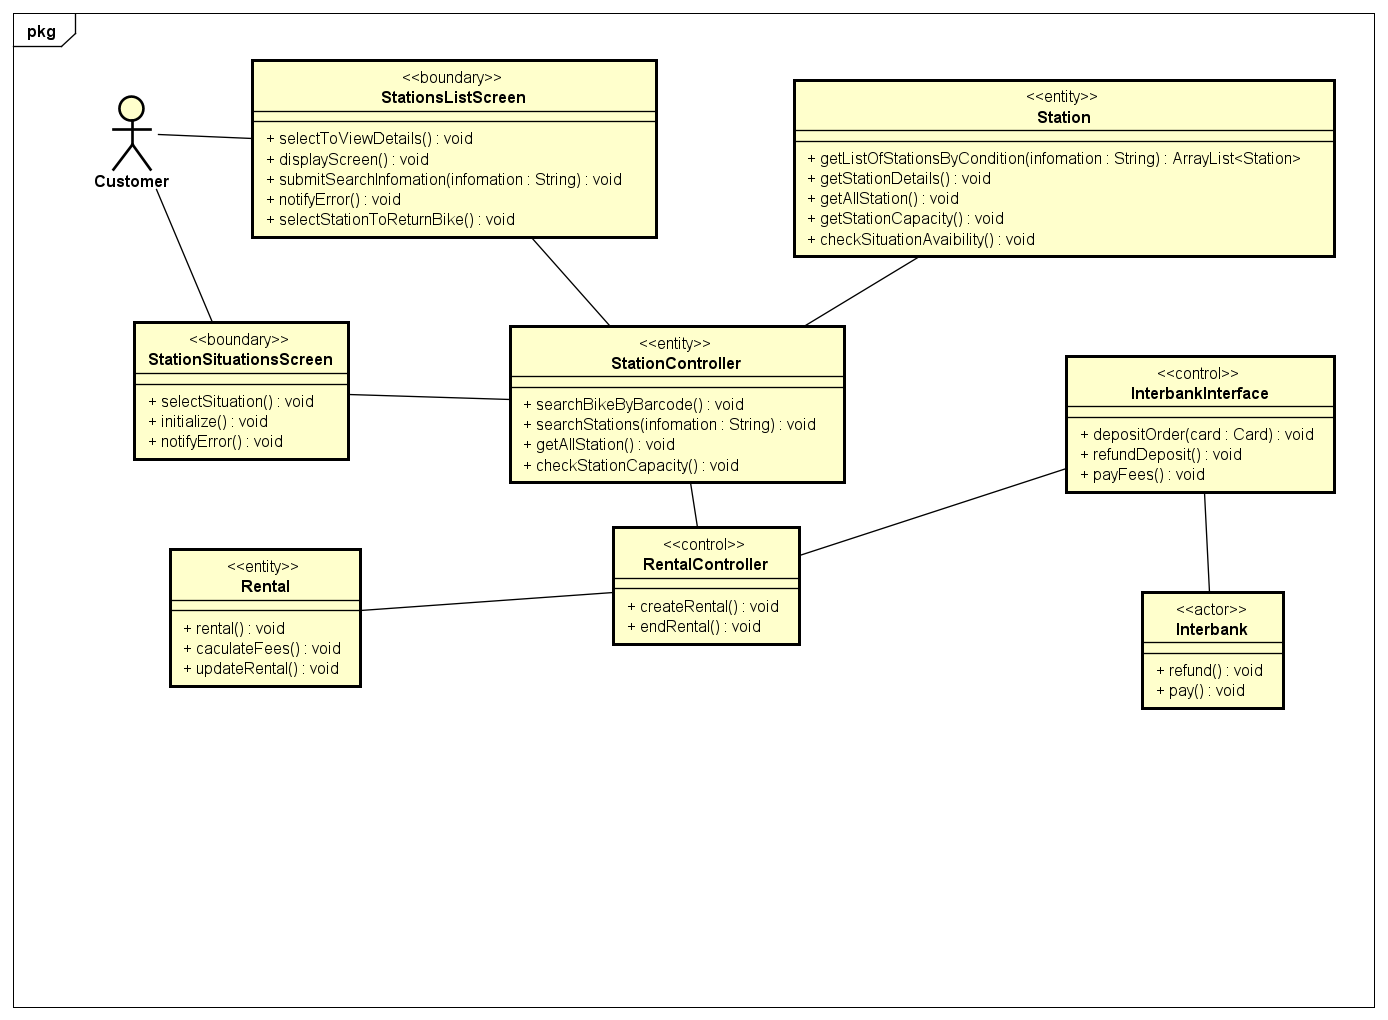 pkg
Customer
<<boundary>>
StationsListScreen
+ selectToViewDetails() : void
+ displayScreen() : void
+ submitSearchInfomation(infomation : String) : void
+ notifyError() : void
+ selectStationToReturnBike() : void
<<entity>>
Station
+ getListOfStationsByCondition(infomation : String) : ArrayList<Station>
+ getStationDetails() : void
+ getAllStation() : void
+ getStationCapacity() : void
+ checkSituationAvaibility() : void
<<boundary>>
StationSituationsScreen
+ selectSituation() : void
+ initialize() : void
+ notifyError() : void
<<entity>>
StationController
+ searchBikeByBarcode() : void
+ searchStations(infomation : String) : void
+ getAllStation() : void
+ checkStationCapacity() : void
<<control>>
InterbankInterface
+ depositOrder(card : Card) : void
+ refundDeposit() : void
+ payFees() : void
<<entity>>
Rental
+ rental() : void
+ caculateFees() : void
+ updateRental() : void
<<control>>
RentalController
+ createRental() : void
+ endRental() : void
<<actor>>
Interbank
+ refund() : void
+ pay() : void